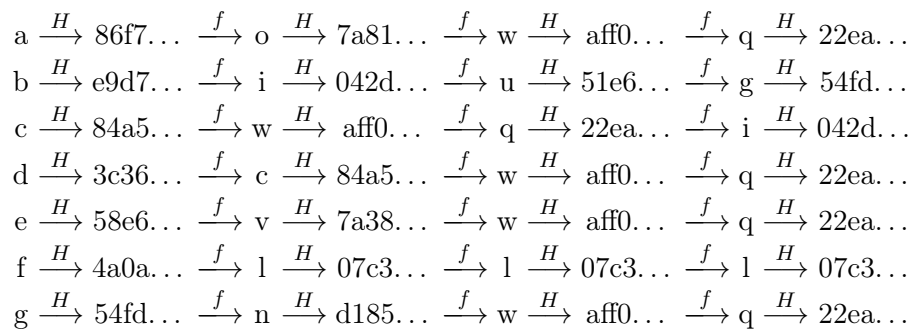 a H→ 86f7... f→ o H→ 7a81... f→ w H→ aff0... f→ q H→ 22ea...
b H→ e9d7... f→ i H→ 042d... f→ u H→ 51e6... f→ g H→ 54fd...
c H→ 84a5... f→ w H→ aff0... f→ q H→ 22ea... f→ i H→ 042d...
d H→ 3c36... f→ c H→ 84a5... f→ w H→ aff0... f→ q H→ 22ea...
e H→ 58e6... f→ v H→ 7a38... f→ w H→ aff0... f→ q H→ 22ea...
f H→ 4a0a... f→ l H→ 07c3... f→ l H→ 07c3... f→ l H→ 07c3...
g H→ 54fd... f→ n H→ d185... f→ w H→ aff0... f→ q H→ 22ea...